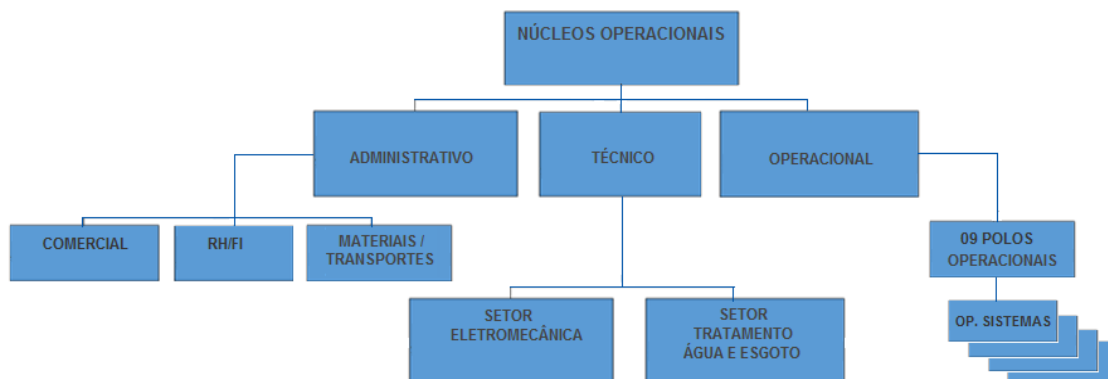 NÚCLEOS OPERACIONAIS
ADMINISTRATIVO
TÉCNICO
OPERACIONAL
COMERCIAL
RH/FI
MATERIAIS /
TRANSPORTES
09 POLOS
OPERACIONAIS
SETOR
ELETROMECÂNICA
SETOR
TRATAMENTO
ÁGUA E ESGOTO
OP. SISTEMAS